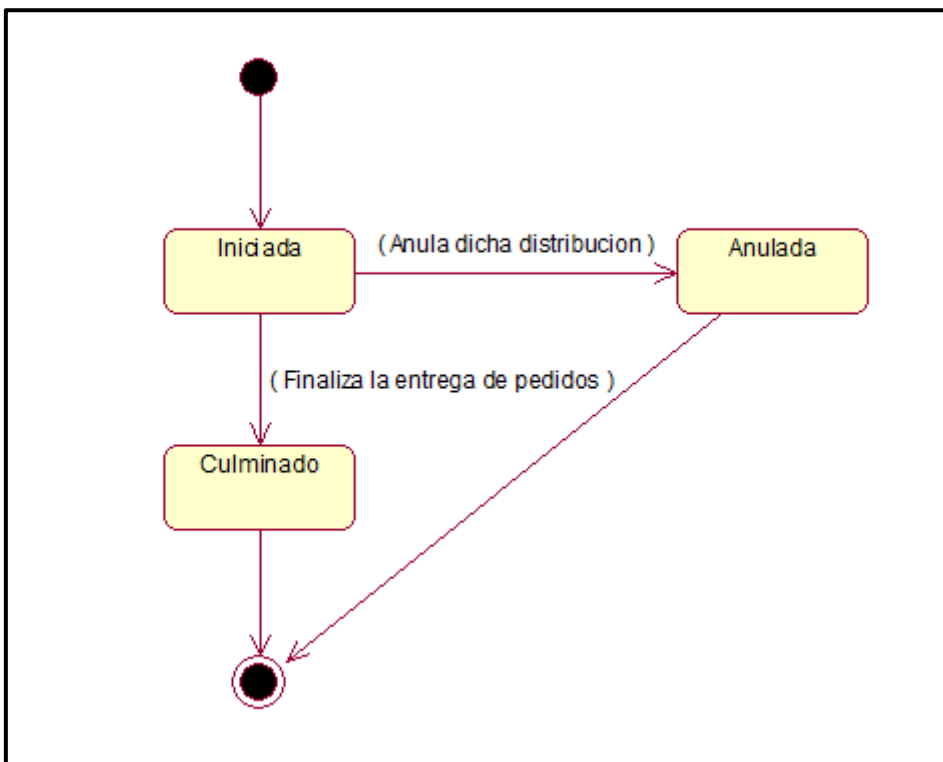 Iniciada
( Anula dicha distribucion )
Anulada
( Finaliza la entrega de pedidos )
Culminado